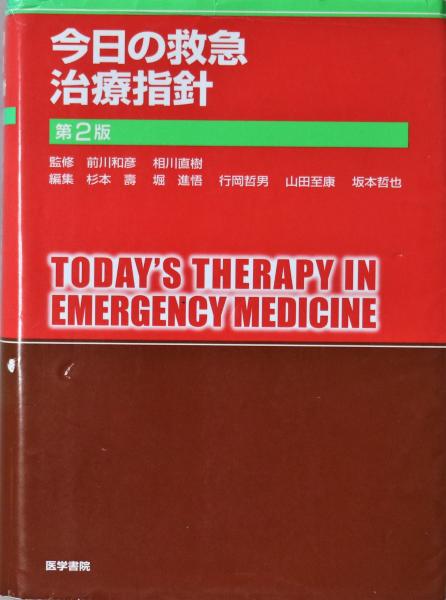 今日の救急
治療指針
第2版
監修 前川和彦 相川直樹
編集 杉本 壽 堀 進悟 行岡哲男 山田至康 坂本哲也
TODAY'S THERAPY IN
EMERGENCY MEDICINE
医学書院